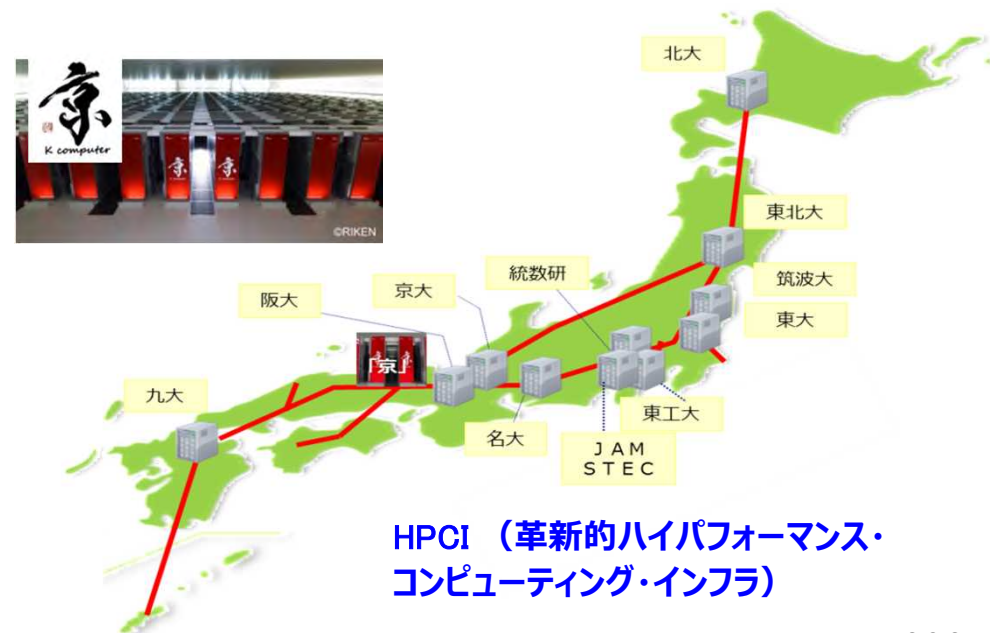 京
K computer
京
京
©RIKEN
北大
東北大
筑波大
東大
統数研
京大
阪大
「京」
九大
名大
東工大
JAM
STEC
HPCI （革新的ハイパフォーマンス・
コンピューティング・インフラ）